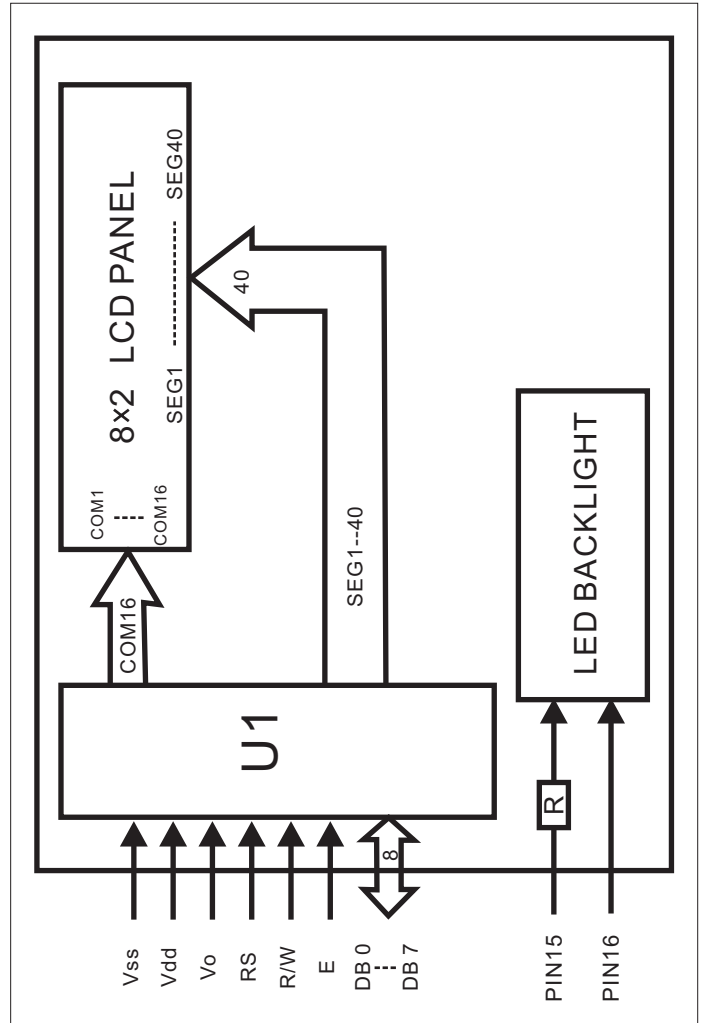 8×2 LCD PANEL
COM1
COM16
SEG1
SEG40
COM16
40
SEG1--40
U1
Vss
Vdd
Vo
RS
R/W
E
DB0
DB7
8
LED BACKLIGHT
R
PIN15
PIN16